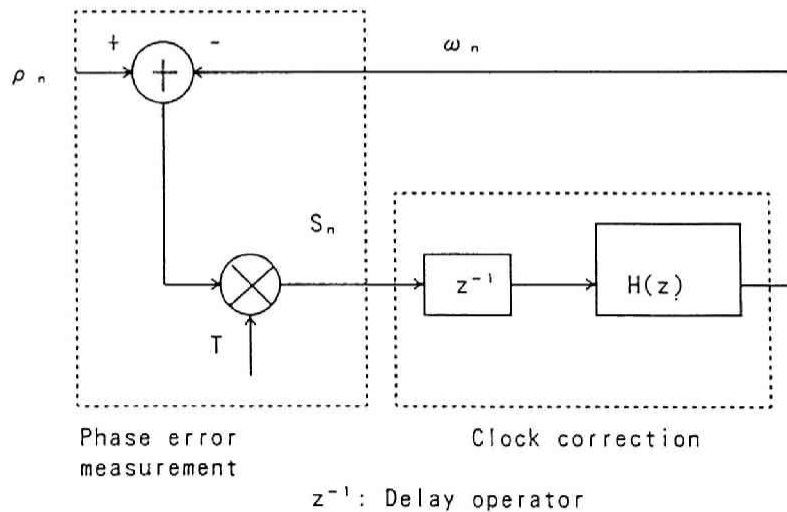 + - ω n
ρ n
S n
z⁻¹ H(z)
T
Phase error measurement
Clock correction
z⁻¹: Delay operator